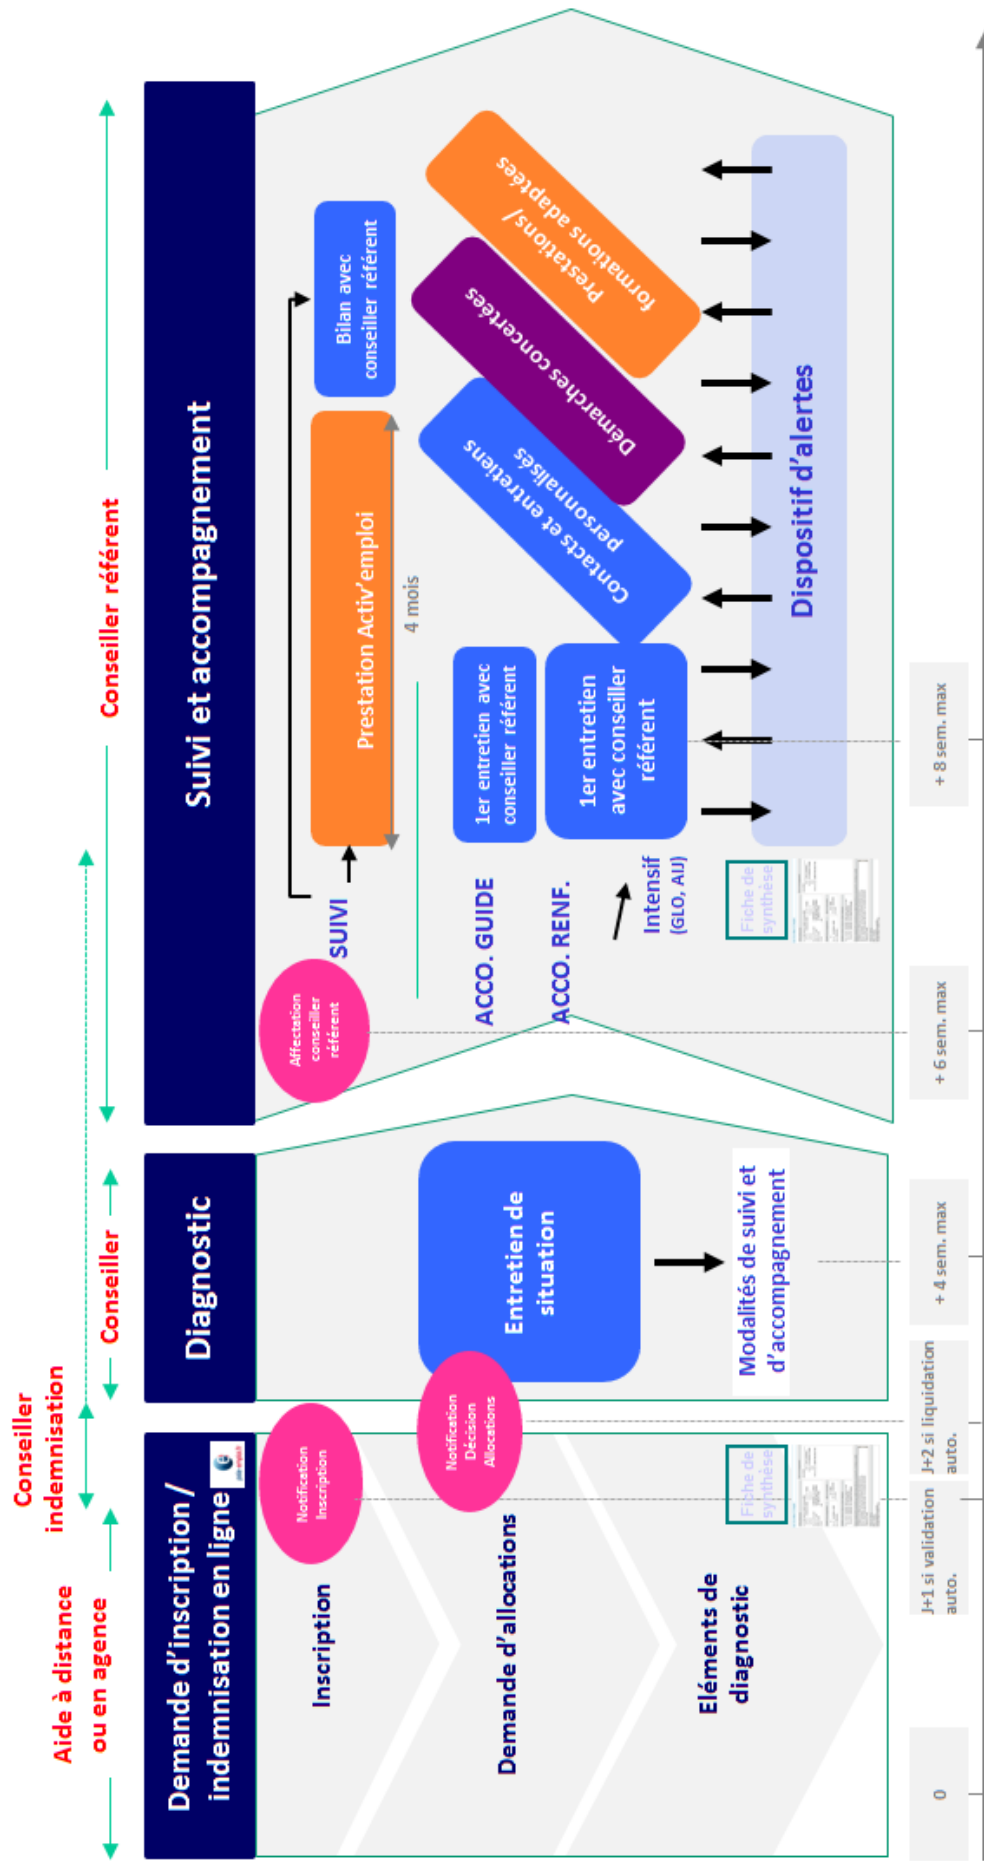 Aide à distance
ou en agence
Conseiller
indemnisation
Conseiller
Conseiller référent
Demande d'inscription /
indemnisation en ligne
Diagnostic
Suivi et accompagnement
Inscription
Notification
Inscription
Demande d'allocations
Notification
Décision
Allocations
Eléments de
diagnostic
Fiche de
synthèse
Entretien de
situation
Modalités de suivi et
d'accompagnement
Affectation
conseiller
référent
SUIVI
Prestation Activ'emploi
4 mois
Bilan avec
conseiller référent
ACCO. GUIDE
1er entretien avec
conseiller référent
ACCO. RENF.
1er entretien
avec conseiller
référent
Intensif
(GLO, AIJ)
Contacts et entretiens
personnalisés
Démarches concertées
Prestations/
formations adaptées
Fiche de
synthèse
Dispositif d'alertes
0
J+1 si validation
auto.
J+2 si liquidation
auto.
+ 4 sem. max
+ 6 sem. max
+ 8 sem. max